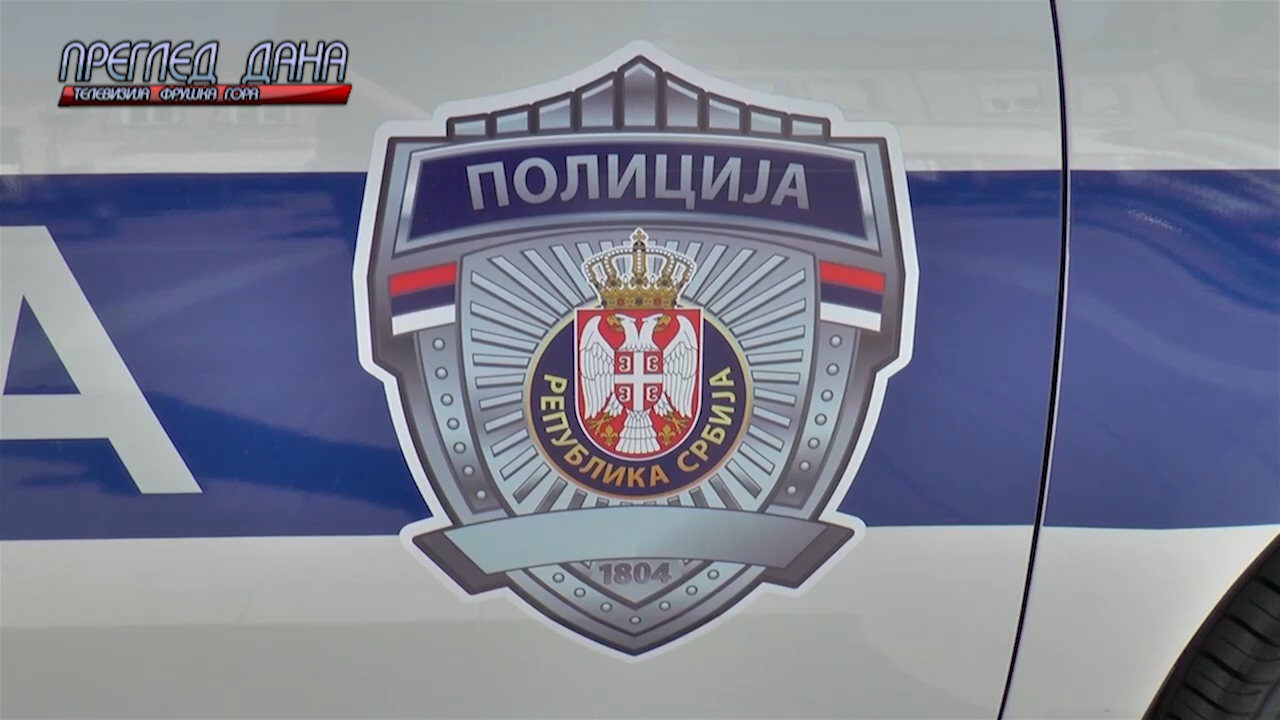 ПРЕГЛЕД ДАНА
ТЕЛЕВИЗИЈА ФРУШКА ГОРА
ПОЛИЦИЈА
РЕПУБЛИКА СРБИЈА
1804
А